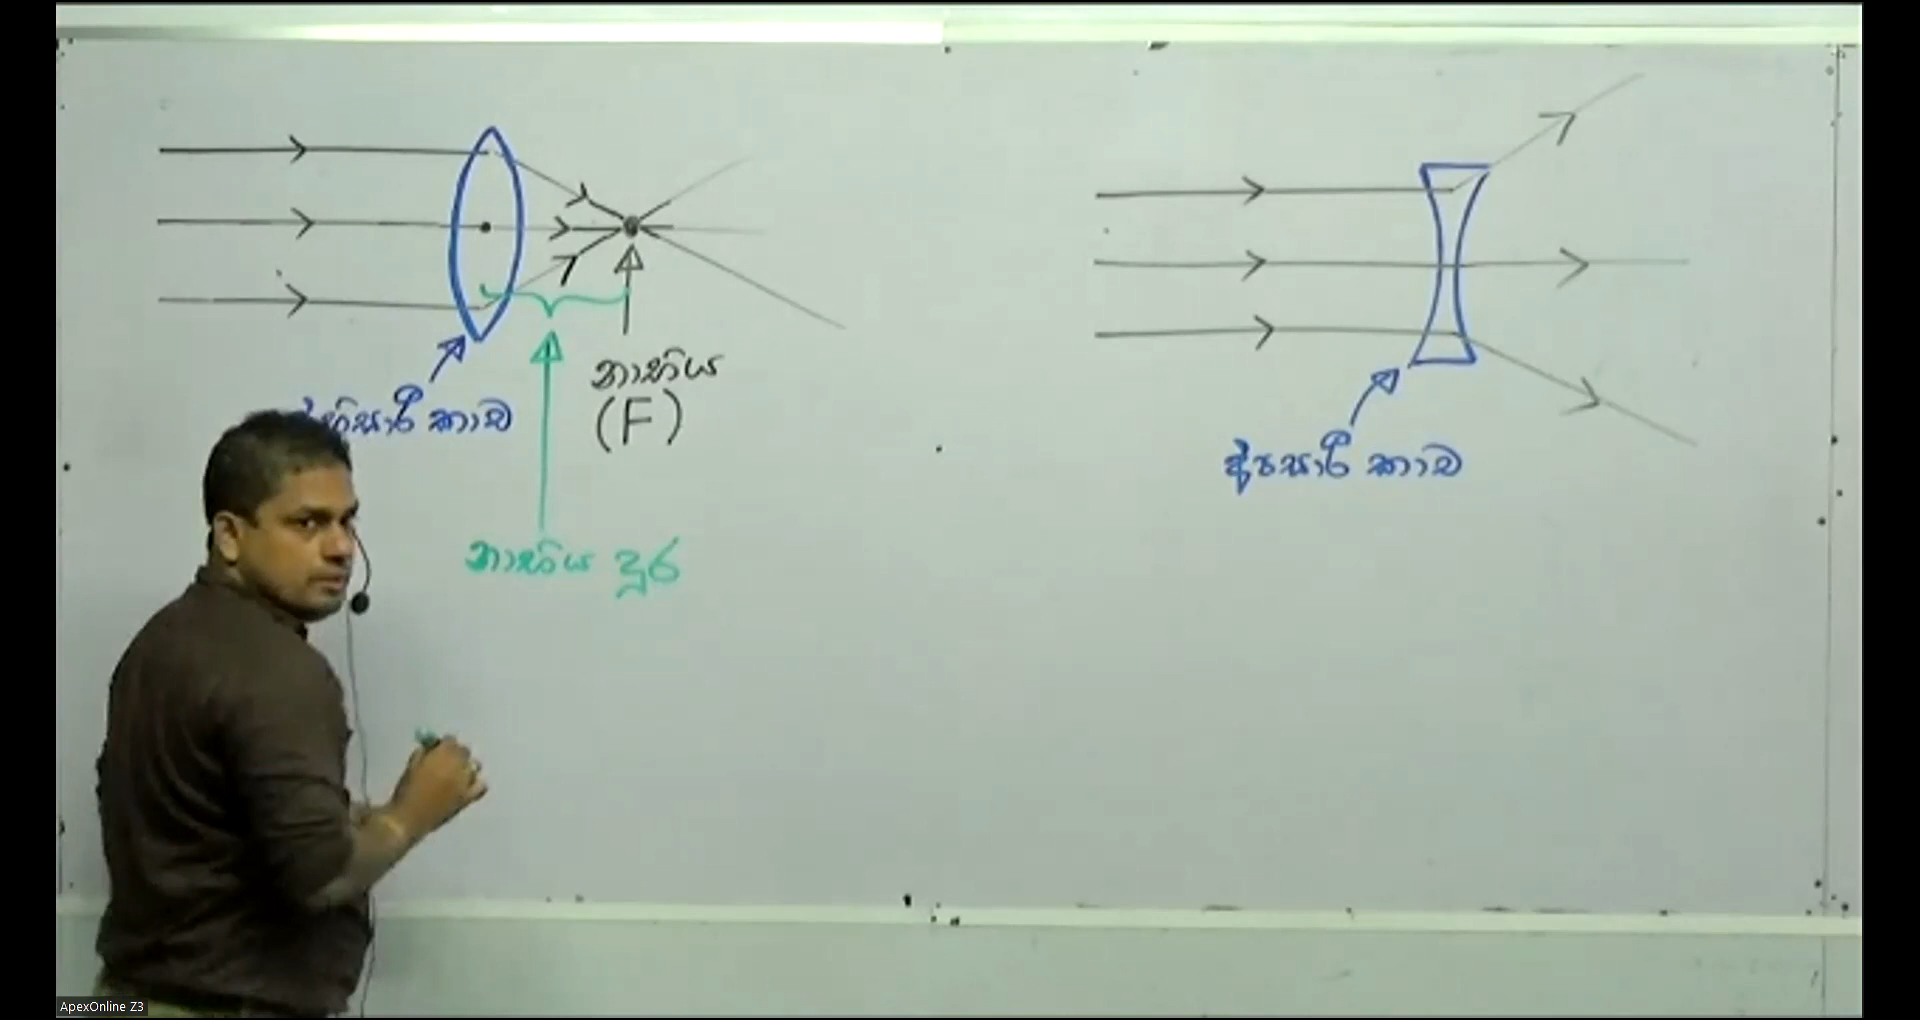 නාභිය
(F)
කාච
නාභිය දුර
අපසාරී කාච
ApexOnline Z3